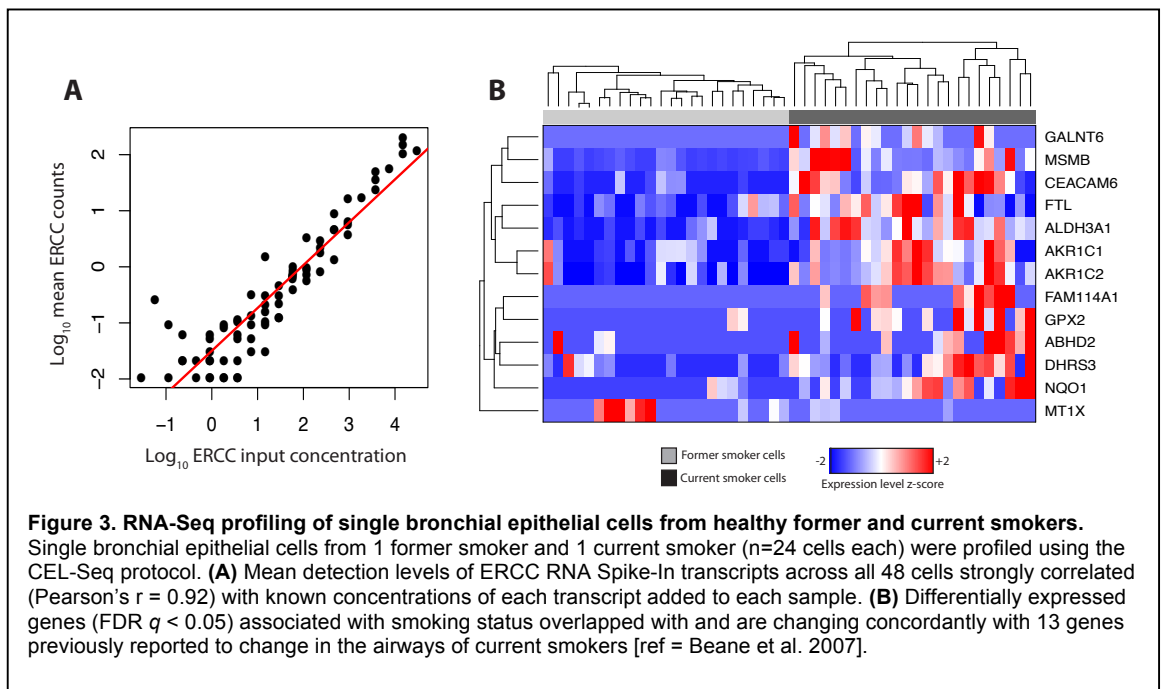 A
B
2
1
0
−1
−2
Log10 mean ERCC counts
−1 0 1 2 3 4
Log10 ERCC input concentration
GALNT6
MSMB
CEACAM6
FTL
ALDH3A1
AKR1C1
AKR1C2
FAM114A1
GPX2
ABHD2
DHRS3
NQO1
MT1X
Former smoker cells
Current smoker cells
-2 +2
Expression level z-score
Figure 3. RNA-Seq profiling of single bronchial epithelial cells from healthy former and current smokers.
Single bronchial epithelial cells from 1 former smoker and 1 current smoker (n=24 cells each) were profiled using the
CEL-Seq protocol. (A) Mean detection levels of ERCC RNA Spike-In transcripts across all 48 cells strongly correlated
(Pearson's r = 0.92) with known concentrations of each transcript added to each sample. (B) Differentially expressed
genes (FDR q < 0.05) associated with smoking status overlapped with and are changing concordantly with 13 genes
previously reported to change in the airways of current smokers [ref = Beane et al. 2007].